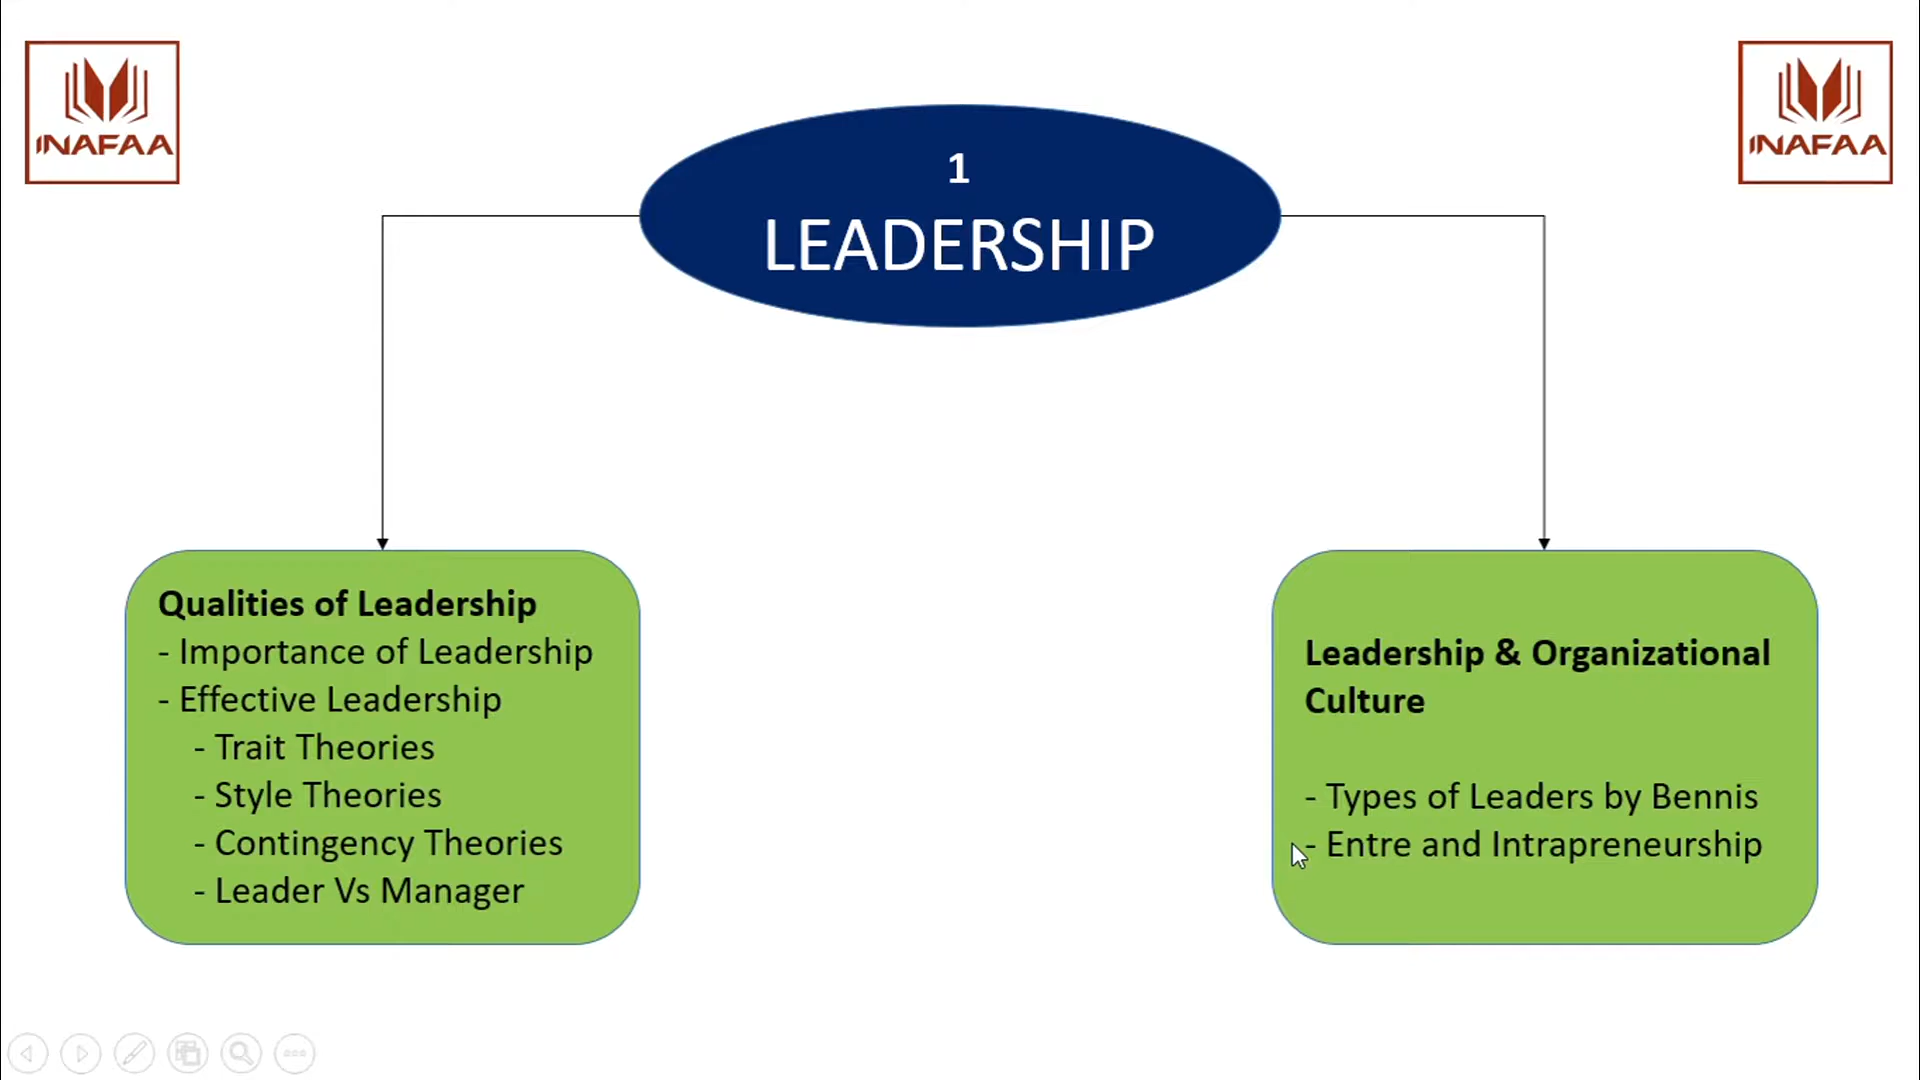 INAFAA
INAFAA
1
LEADERSHIP
Qualities of Leadership
- Importance of Leadership
- Effective Leadership
- Trait Theories
- Style Theories
- Contingency Theories
- Leader Vs Manager
Leadership & Organizational
Culture
- Types of Leaders by Bennis
- Entre and Intrapreneurship